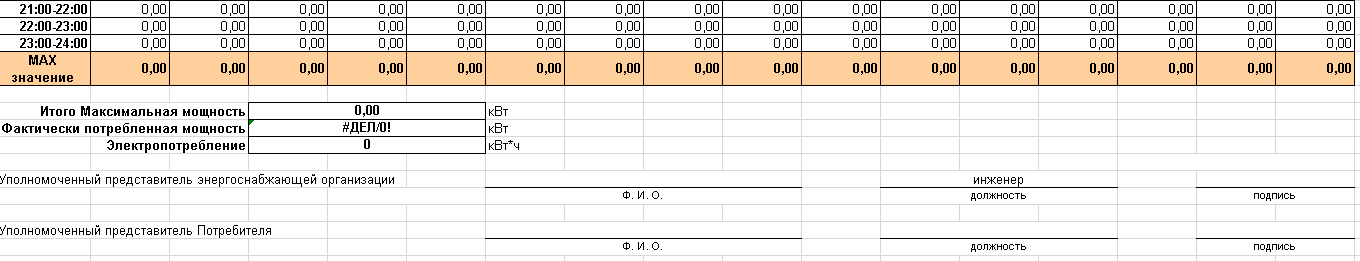 21:00-22:00 0,00 0,00 0,00 0,00 0,00 0,00 0,00 0,00 0,00 0,00 0,00 0,00 0,00 0,00 0,00 0,00
22:00-23:00 0,00 0,00 0,00 0,00 0,00 0,00 0,00 0,00 0,00 0,00 0,00 0,00 0,00 0,00 0,00 0,00
23:00-24:00 0,00 0,00 0,00 0,00 0,00 0,00 0,00 0,00 0,00 0,00 0,00 0,00 0,00 0,00 0,00 0,00
MAX
значение 0,00 0,00 0,00 0,00 0,00 0,00 0,00 0,00 0,00 0,00 0,00 0,00 0,00 0,00 0,00 0,00
Итого Максимальная мощность 0,00 кВт
Фактически потребленная мощность #ДЕЛ/0! кВт
Электропотребление 0 кВт*ч
Уполномоченный представитель энергоснабжающей организации инженер
Ф. И. О. должность подпись
Уполномоченный представитель Потребителя
Ф. И. О. должность подпись